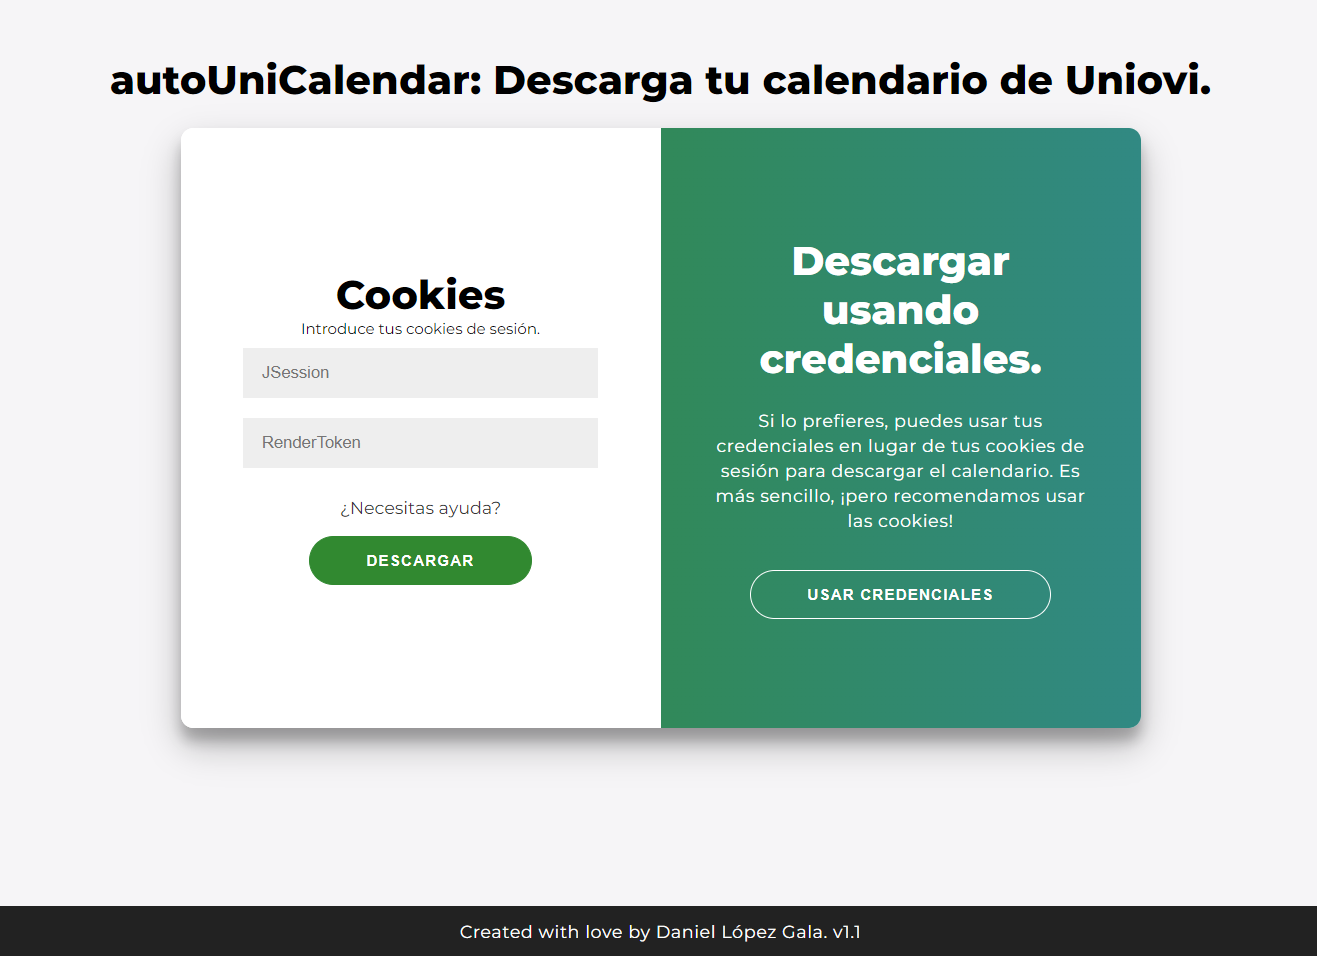 autoUniCalendar: Descarga tu calendario de Uniovi.
Cookies
Introduce tus cookies de sesión.
JSession
RenderToken
¿Necesitas ayuda?
DESCARGAR
Descargar
usando
credenciales.
Si lo prefieres, puedes usar tus
credenciales en lugar de tus cookies de
sesión para descargar el calendario. Es
más sencillo, ¡pero recomendamos usar
las cookies!
USAR CREDENCIALES
Created with love by Daniel López Gala. v1.1